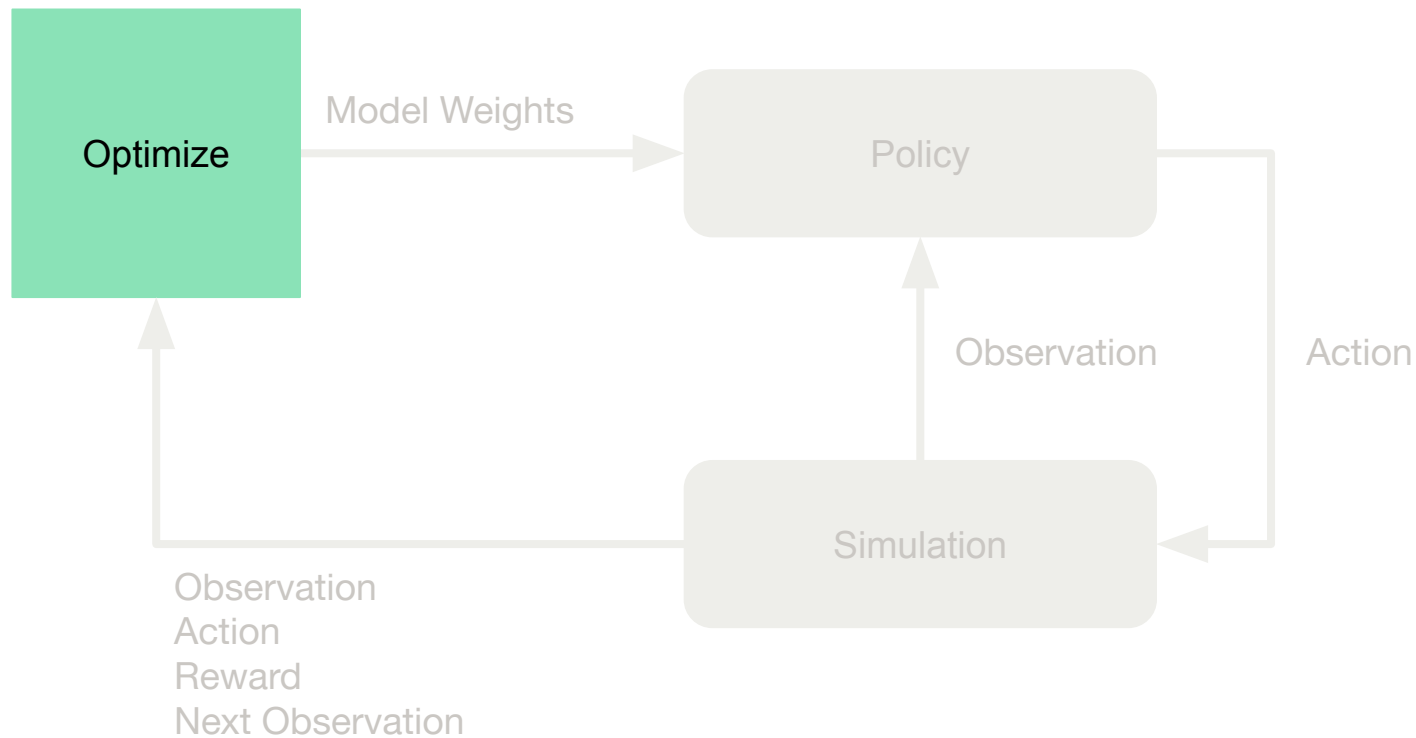 Model Weights
Optimize
Policy
Observation
Action
Simulation
Observation
Action
Reward
Next Observation